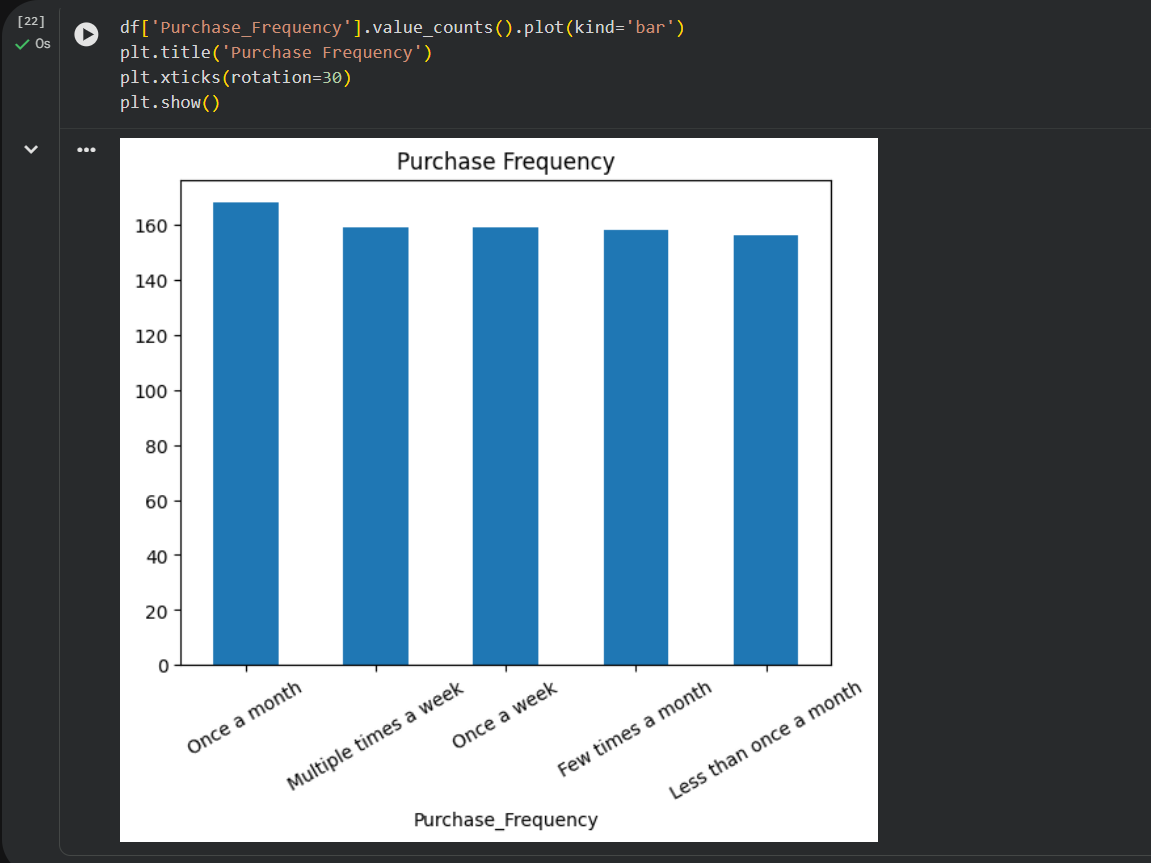 [22]
0s
df['Purchase_Frequency'].value_counts().plot(kind='bar')
plt.title('Purchase Frequency')
plt.xticks(rotation=30)
plt.show()
Purchase Frequency
160
140
120
100
80
60
40
20
0
Once a month
Multiple times a week
Once a week
Few times a month
Less than once a month
Purchase_Frequency